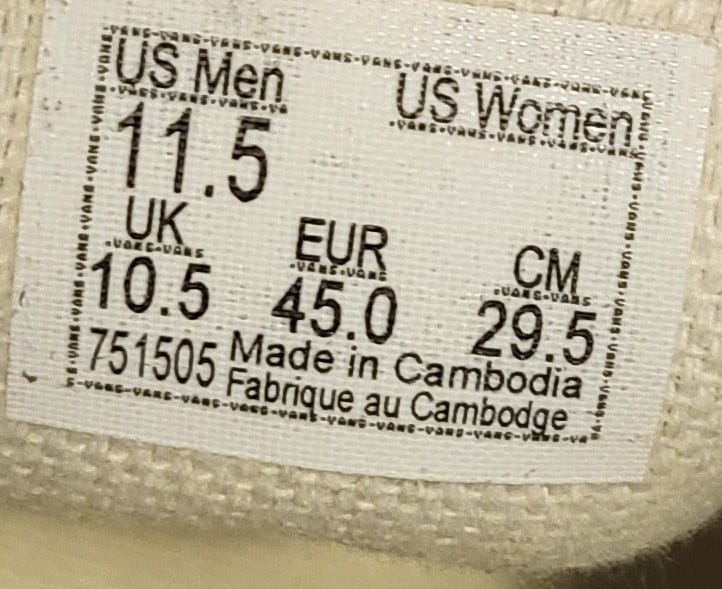 US Men US Women
11.5
UK EUR CM
10.5 45.0 29.5
751505 Made in Cambodia
Fabrique au Cambodge